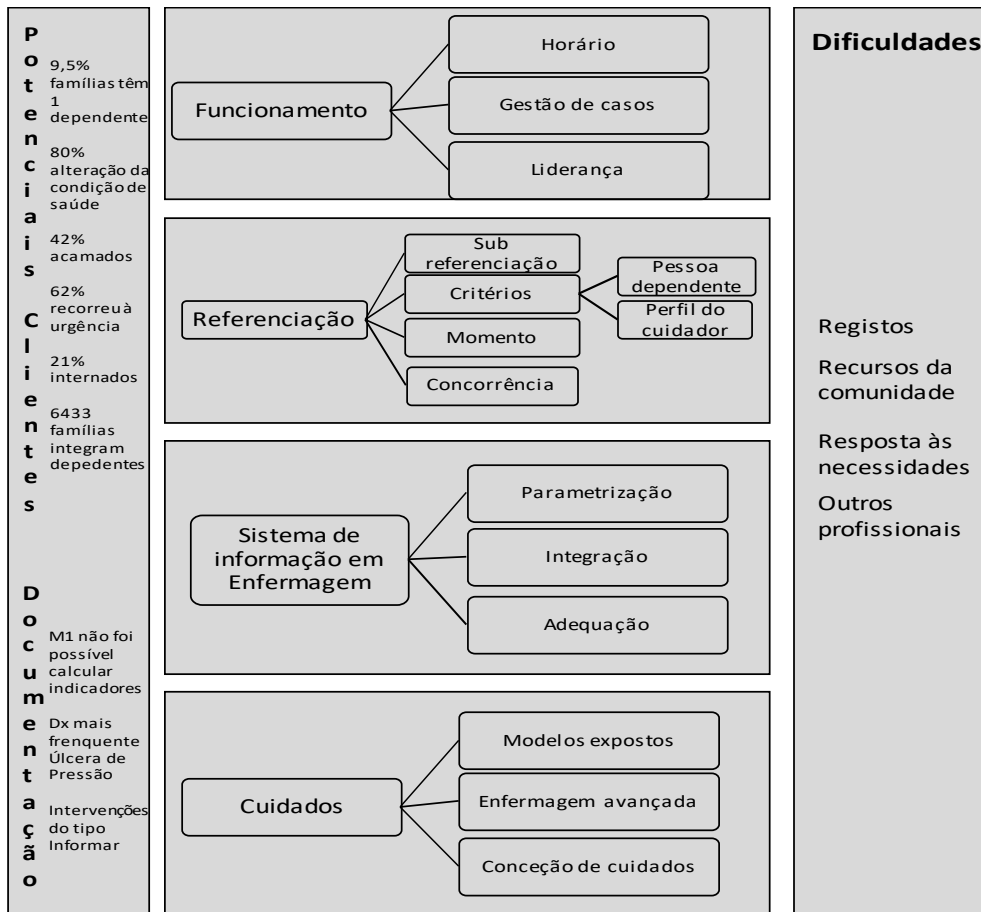 Potenciais Clientes
9,5%
famílias têm
1
dependente
80%
alteração da
condição de
saúde
42%
acamados
62%
recorreu à
urgência
21%
internados
6433
famílias
integram
depedentes
Documentação
M1 não foi
possível
calcular
indicadores
Dx mais
frenquente
Úlcera de
Pressão
Intervenções
do tipo
Informar
Funcionamento
Horário
Gestão de casos
Liderança
Referenciação
Sub
referenciação
Critérios
Pessoa
dependente
Perfil do
cuidador
Momento
Concorrência
Sistema de
informação em
Enfermagem
Parametrização
Integração
Adequação
Cuidados
Modelos expostos
Enfermagem avançada
Conceção de cuidados
Dificuldades
Registos
Recursos da
comunidade
Resposta às
necessidades
Outros
profissionais